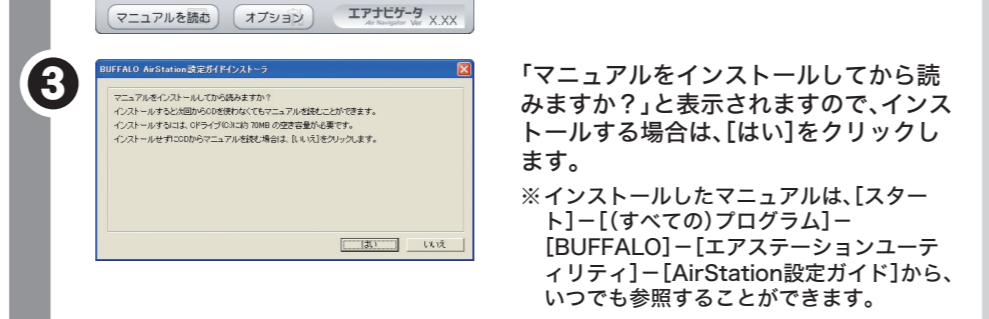 マニュアルを読む オプション エアナビゲータ
Air Navigator Ver X.XX
3
BUFFALO AirStation設定ガイドインストーラ
マニュアルをインストールしてから読みますか？
インストールすると次回からCDを使わなくてもマニュアルを読むことができます。
インストールするには、Cドライブ(C:)に約 70MB の空き容量が必要です。
インストールせずにCDからマニュアルを読む場合は、[いいえ]をクリックします。
はい いいえ
「マニュアルをインストールしてから読
みますか？」と表示されますので、インス
トールする場合は、[はい]をクリックし
ます。
※インストールしたマニュアルは、[スター
ト]－[(すべての)プログラム]－
[BUFFALO]－[エアステーションユーテ
ィリティ]－[AirStation設定ガイド]から、
いつでも参照することができます。